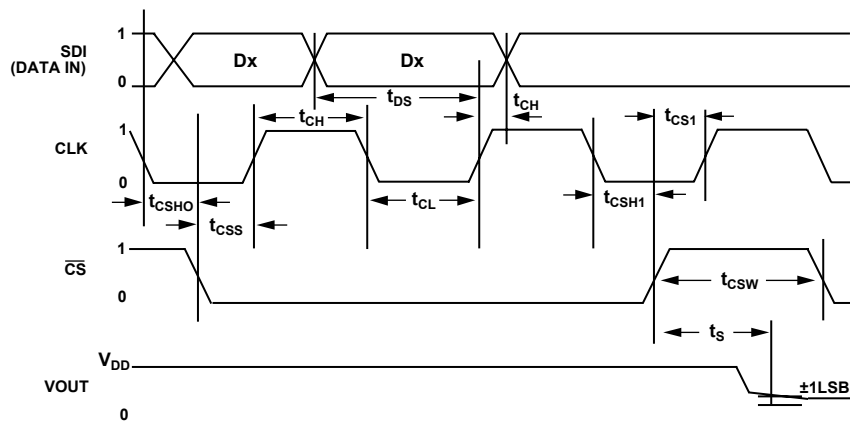 SDI
(DATA IN)
1
0
Dx
Dx
tDS
tCH
tCH
tCS1
CLK
1
0
tCSHO
tCSS
tCL
tCSH1
CS
1
0
tCSW
tS
VDD
VOUT
0
±1LSB